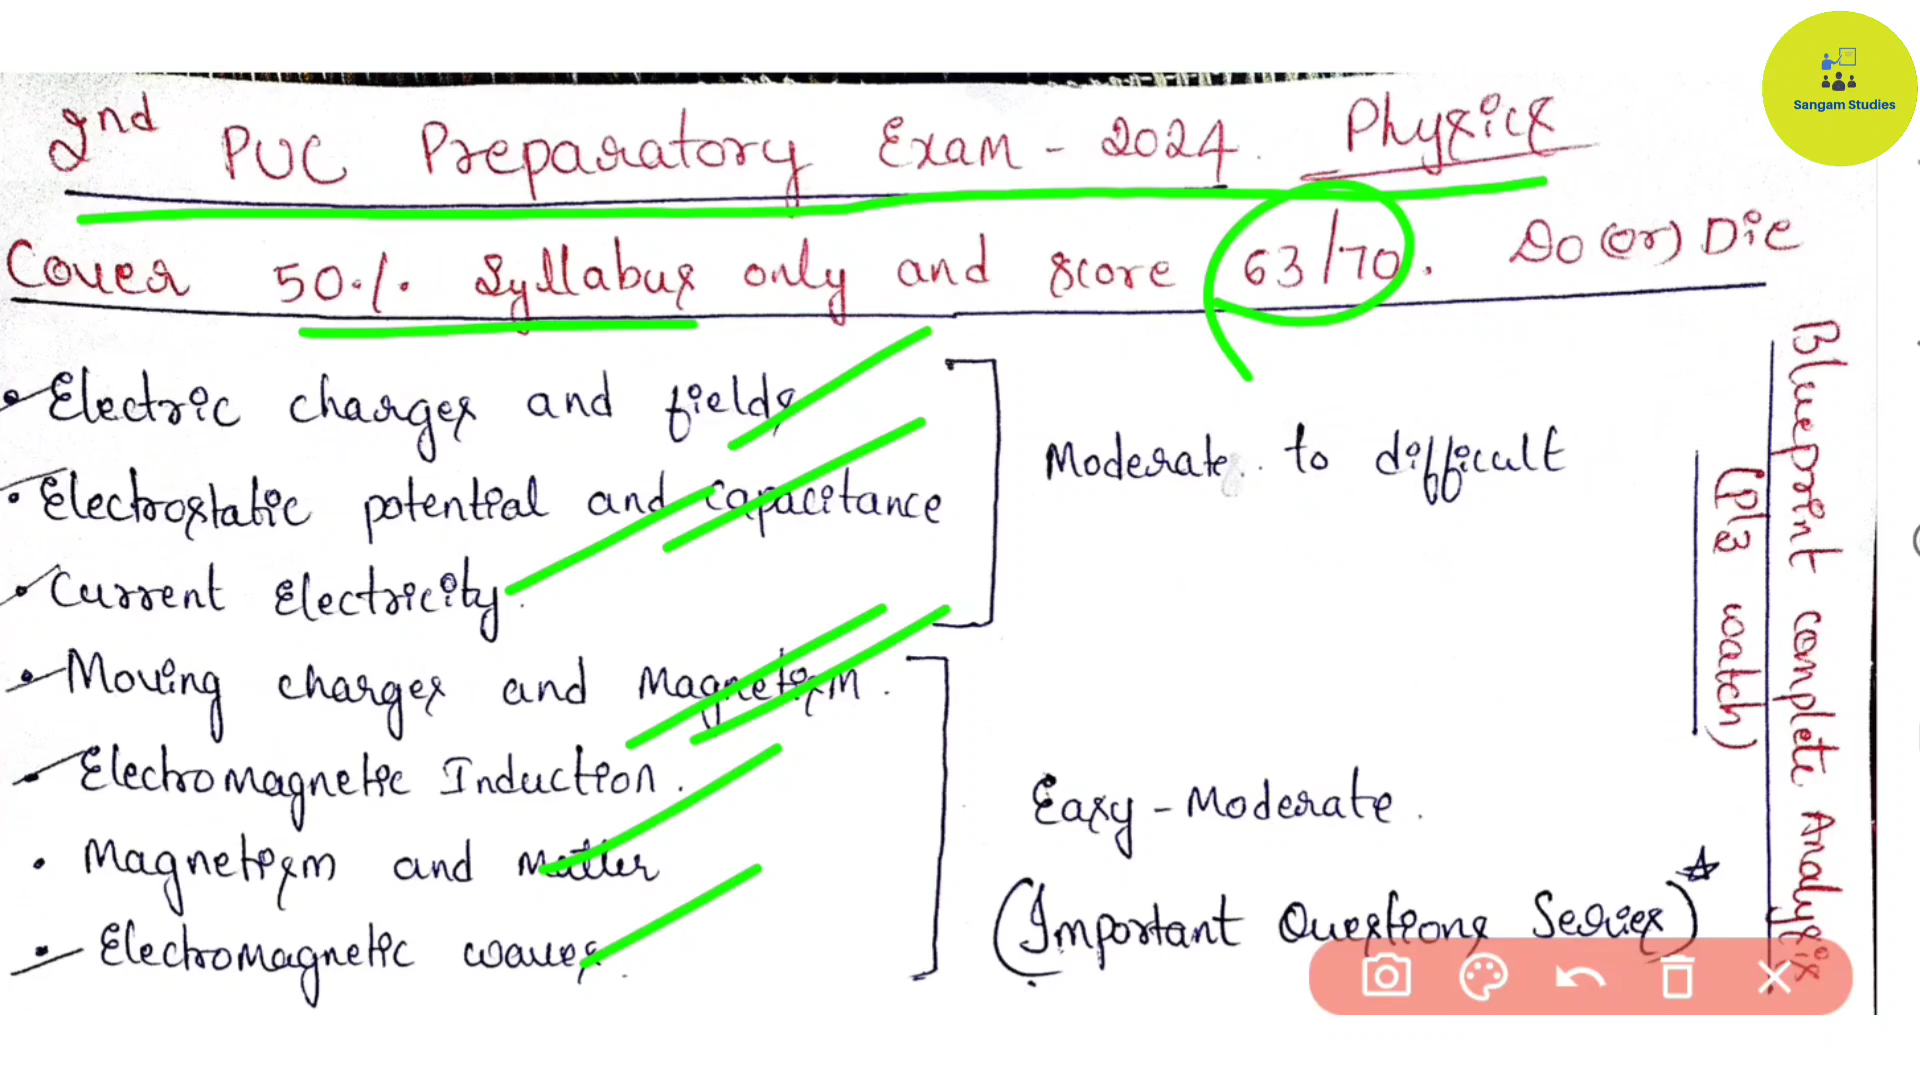 Sangam Studies
2nd PUC Preparatory Exam - 2024. Physics
Cover 50% Syllabus only and score 63/70. Do (or) Die
• Electric charges and fields
• Electrostatic potential and capacitance
Moderate to difficult
• Current Electricity.
• Moving charges and Magnetism.
• Electromagnetic Induction.
• Magnetism and Matter
• Electromagnetic waves.
Easy - Moderate.
(Important Questions Series)
Blueprint complete Analysis
(pls watch)